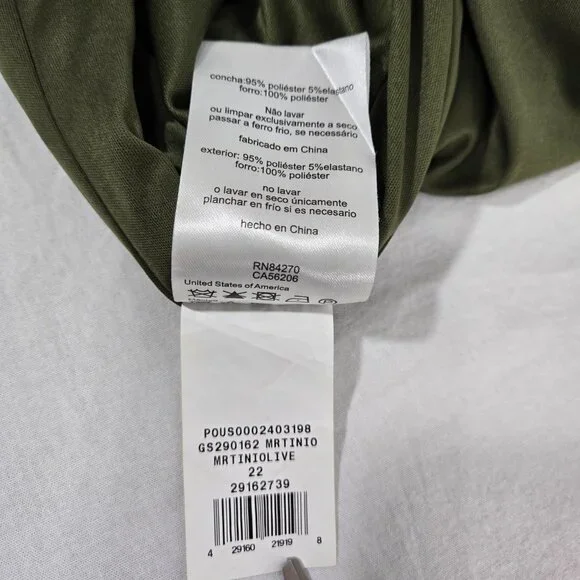 concha:95% poliéster 5%elastano
forro:100% poliéster
Não lavar
ou limpar exclusivamente a seco
passar a ferro frio, se necessário
fabricado em China
exterior: 95% poliéster 5%elastano
forro:100% poliéster
no lavar
o lavar en seco únicamente
planchar en frío si es necesario
hecho en China
RN84270
CA56206
United States of America
POUS0002403198
GS290162 MRTINIO
MRTINIOLIVE
22
29162739
4 29160 21919 8